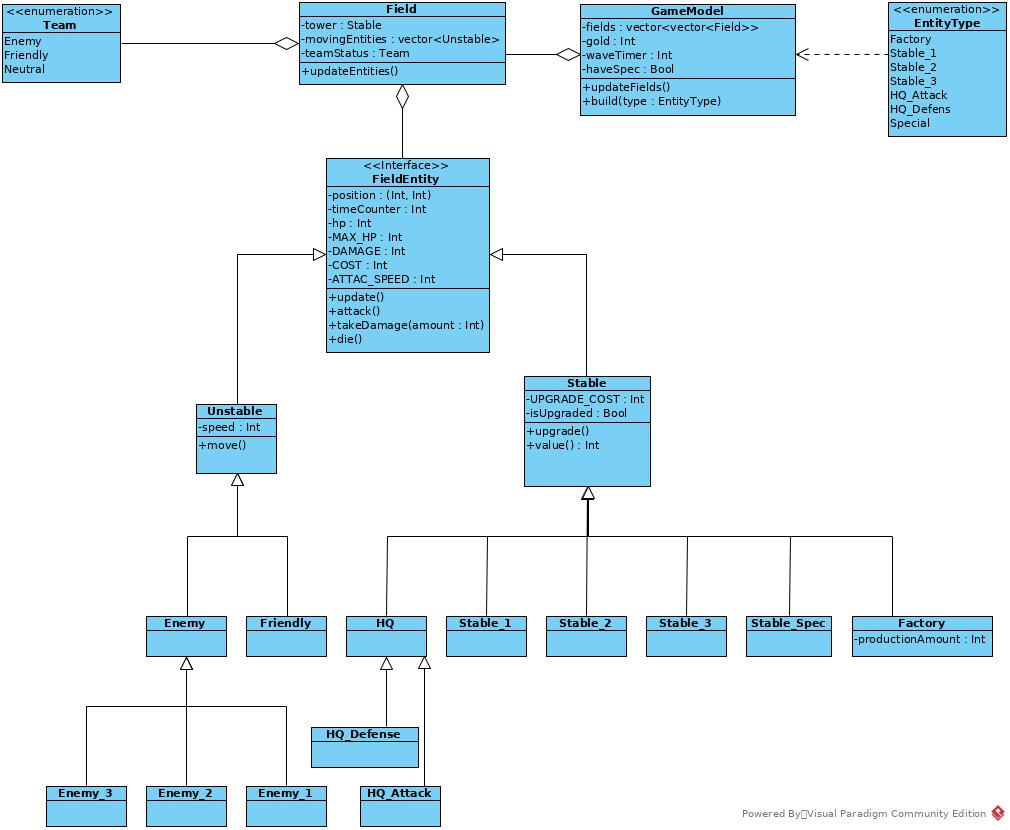 <<enumeration>>
Team
Enemy
Friendly
Neutral
Field
-tower : Stable
-movingEntities : vector<Unstable>
-teamStatus : Team
+updateEntities()
GameModel
-fields : vector<vector<Field>>
-gold : Int
-waveTimer : Int
-haveSpec : Bool
+updateFields()
+build(type : EntityType)
<<enumeration>>
EntityType
Factory
Stable_1
Stable_2
Stable_3
HQ_Attack
HQ_Defens
Special
<<Interface>>
FieldEntity
-position : (Int, Int)
-timeCounter : Int
-hp : Int
-MAX_HP : Int
-DAMAGE : Int
-COST : Int
-ATTAC_SPEED : Int
+update()
+attack()
+takeDamage(amount : Int)
+die()
Unstable
-speed : Int
+move()
Stable
-UPGRADE_COST : Int
-isUpgraded : Bool
+upgrade()
+value() : Int
Enemy
Friendly
HQ
Stable_1
Stable_2
Stable_3
Stable_Spec
Factory
-productionAmount : Int
HQ_Defense
Enemy_3
Enemy_2
Enemy_1
HQ_Attack
Powered By▯Visual Paradigm Community Edition